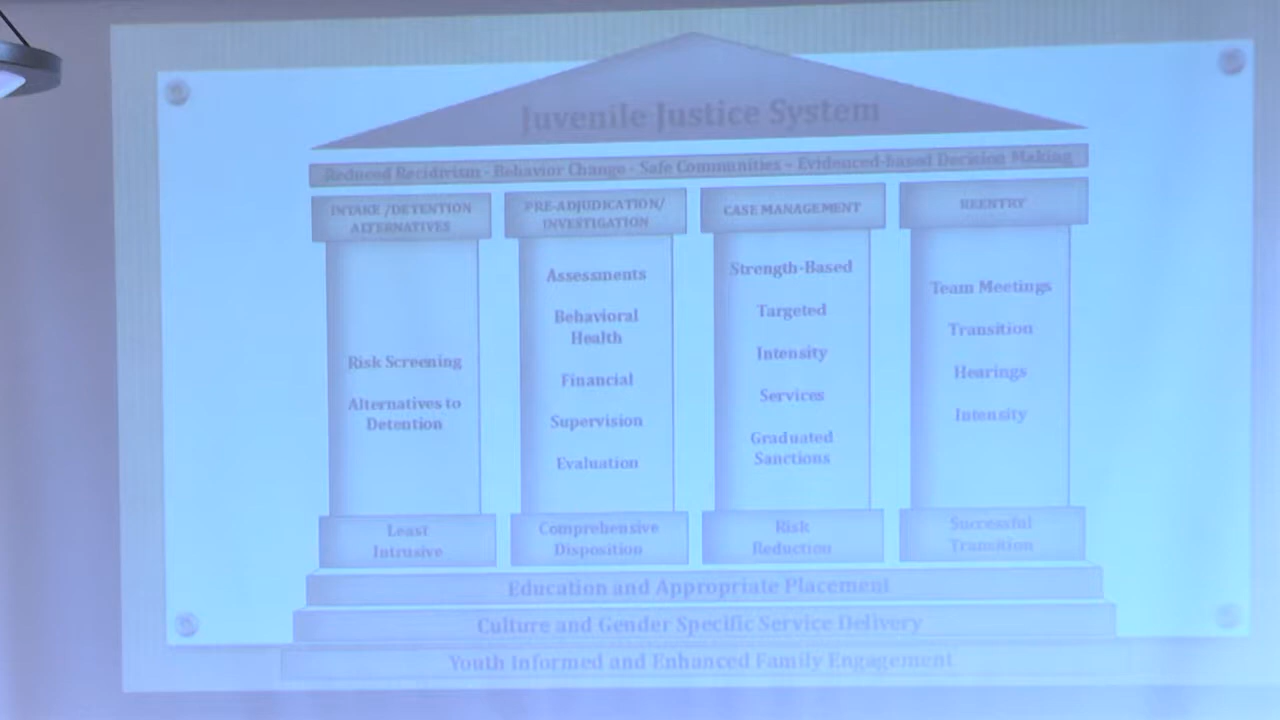 Juvenile Justice System
Reduced Recidivism - Behavior Change - Safe Communities - Evidenced-based Decision Making
INTAKE /DETENTION
ALTERNATIVES
Risk Screening
Alternatives to
Detention
Least
Intrusive
PRE-ADJUDICATION/
INVESTIGATION
Assessments
Behavioral
Health
Financial
Supervision
Evaluation
Comprehensive
Disposition
CASE MANAGEMENT
Strength-Based
Targeted
Intensity
Services
Graduated
Sanctions
Risk
Reduction
REENTRY
Team Meetings
Transition
Hearings
Intensity
Successful
Transition
Education and Appropriate Placement
Culture and Gender Specific Service Delivery
Youth Informed and Enhanced Family Engagement